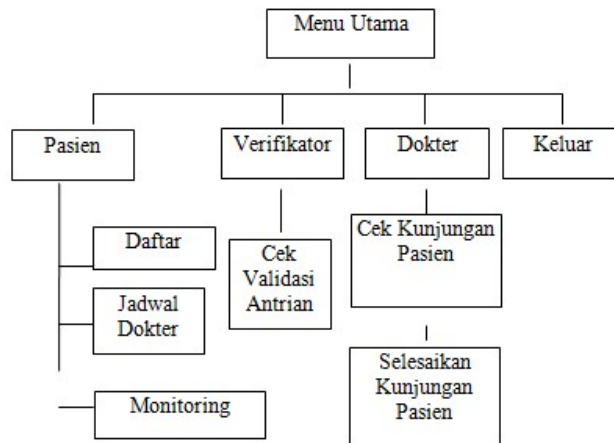 Menu Utama
Pasien
Verifikator
Dokter
Keluar
Daftar
Jadwal
Dokter
Monitoring
Cek
Validasi
Antrian
Cek Kunjungan
Pasien
Selesaikan
Kunjungan
Pasien